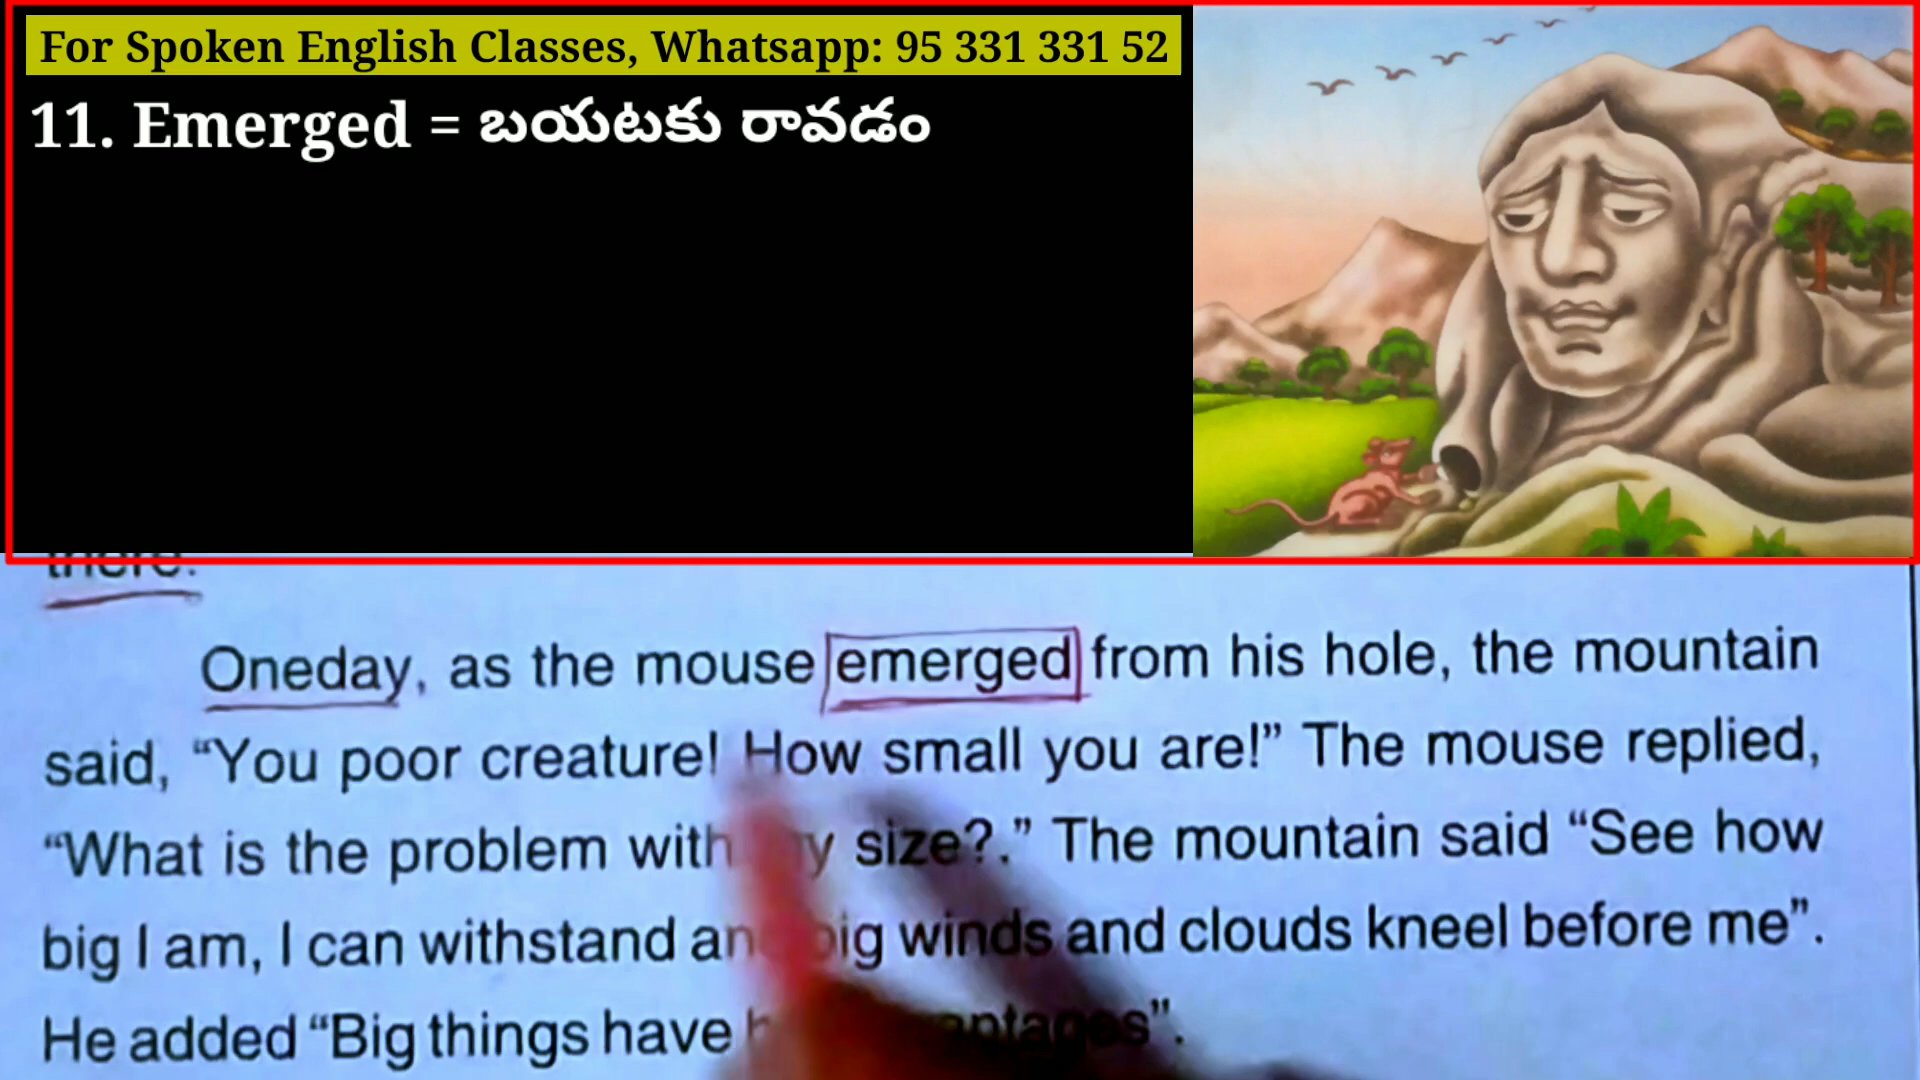 For Spoken English Classes, Whatsapp: 95 331 331 52
11. Emerged = బయటకు రావడం
there.
Oneday, as the mouse emerged from his hole, the mountain
said, “You poor creature! How small you are!” The mouse replied,
“What is the problem with size?.” The mountain said “See how
big I am, I can withstand big winds and clouds kneel before me”.
He added “Big things have